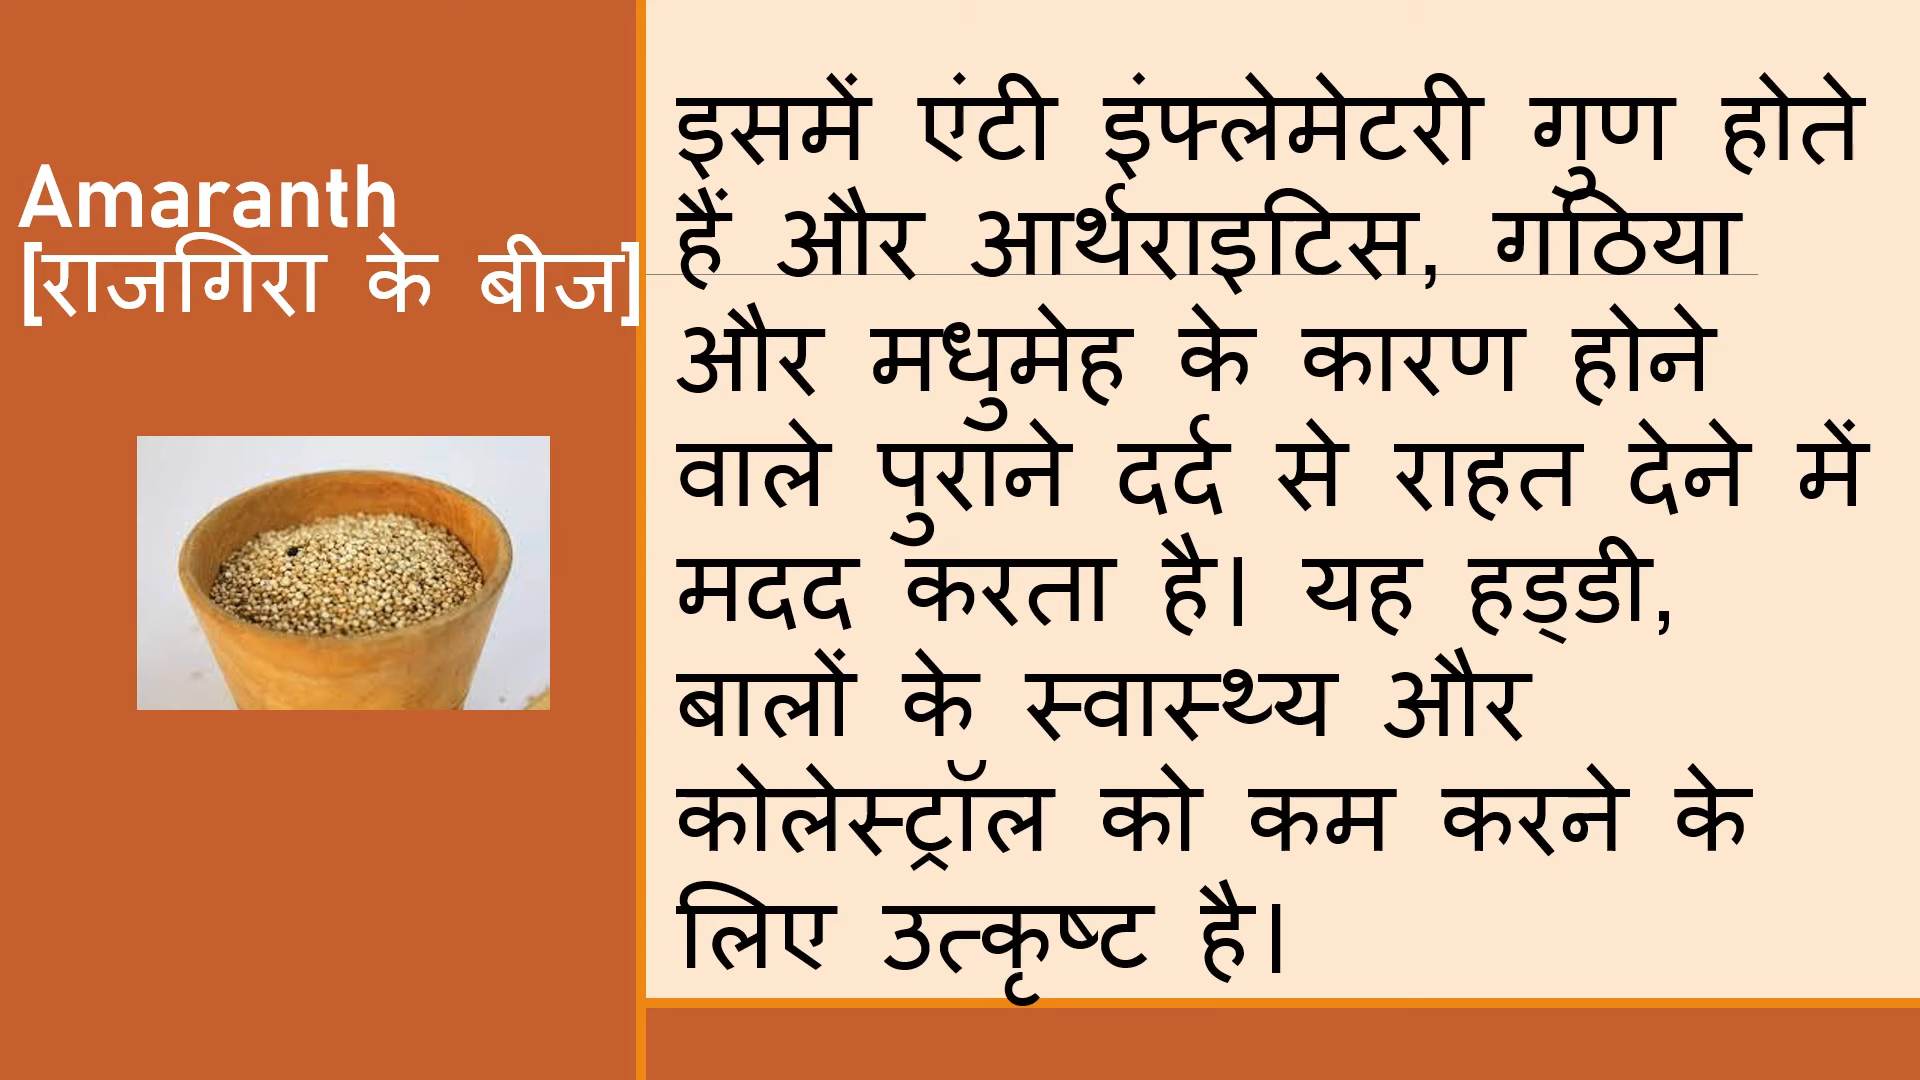 Amaranth
[राजगिरा के बीज]
इसमें एंटी इंफ्लेमेटरी गुण होते
हैं और आर्थराइटिस, गठिया
और मधुमेह के कारण होने
वाले पुराने दर्द से राहत देने में
मदद करता है। यह हड्डी,
बालों के स्वास्थ्य और
कोलेस्ट्रॉल को कम करने के
लिए उत्कृष्ट है।